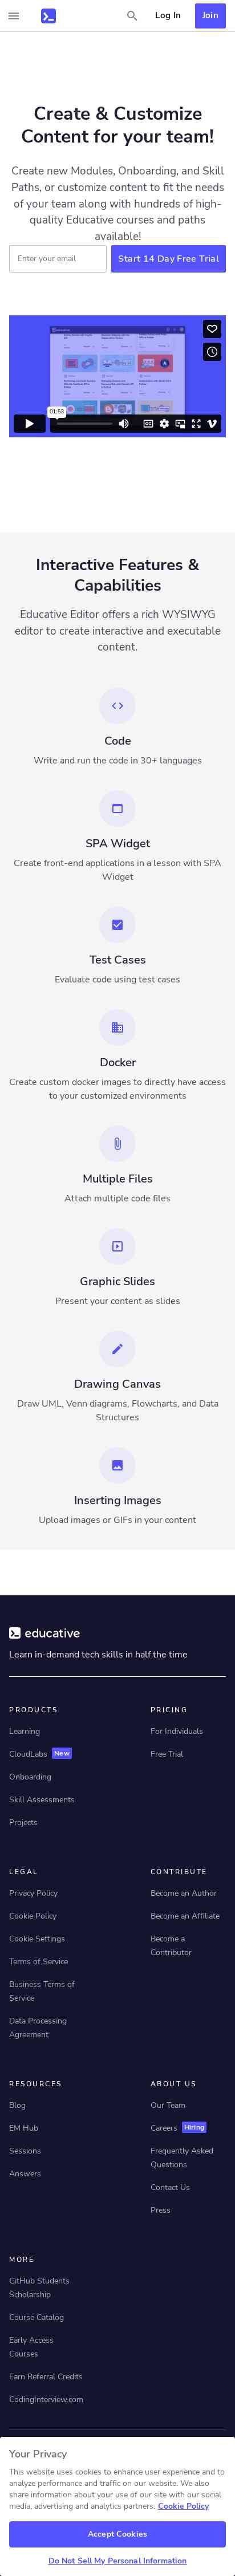 Log In
Join
Create & Customize
Content for your team!
Create new Modules, Onboarding, and Skill
Paths, or customize content to fit the needs
of your team along with hundreds of high-
quality Educative courses and paths
available!
Enter your email
Start 14 Day Free Trial
01:53
CC
Interactive Features &
Capabilities
Educative Editor offers a rich WYSIWYG
editor to create interactive and executable
content.
Code
Write and run the code in 30+ languages
SPA Widget
Create front-end applications in a lesson with SPA
Widget
Test Cases
Evaluate code using test cases
Docker
Create custom docker images to directly have access
to your customized environments
Multiple Files
Attach multiple code files
Graphic Slides
Present your content as slides
Drawing Canvas
Draw UML, Venn diagrams, Flowcharts, and Data
Structures
Inserting Images
Upload images or GIFs in your content
educative
Learn in-demand tech skills in half the time
PRODUCTS
Learning
CloudLabs New
Onboarding
Skill Assessments
Projects
PRICING
For Individuals
Free Trial
LEGAL
Privacy Policy
Cookie Policy
Cookie Settings
Terms of Service
Business Terms of
Service
Data Processing
Agreement
CONTRIBUTE
Become an Author
Become an Affiliate
Become a
Contributor
RESOURCES
Blog
EM Hub
Sessions
Answers
ABOUT US
Our Team
Careers Hiring
Frequently Asked
Questions
Contact Us
Press
MORE
GitHub Students
Scholarship
Course Catalog
Early Access
Courses
Earn Referral Credits
CodingInterview.com
Your Privacy
This website uses cookies to enhance user experience and to
analyze performance and traffic on our website. We also share
information about your use of our site with our social media,
advertising and analytics partners. Cookie Policy
Accept Cookies
Do Not Sell My Personal Information